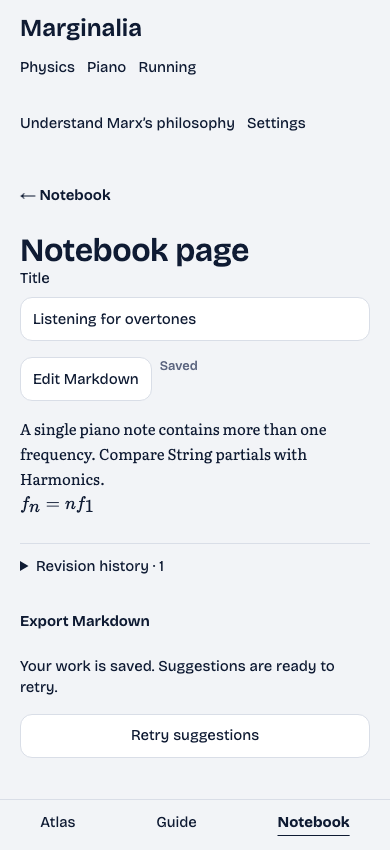 Marginalia
Physics Piano Running
Understand Marx's philosophy Settings
← Notebook
Notebook page
Title
Listening for overtones
Edit Markdown Saved
A single piano note contains more than one
frequency. Compare String partials with
Harmonics.
fₙ = nf₁
▶ Revision history · 1
Export Markdown
Your work is saved. Suggestions are ready to
retry.
Retry suggestions
Atlas Guide Notebook